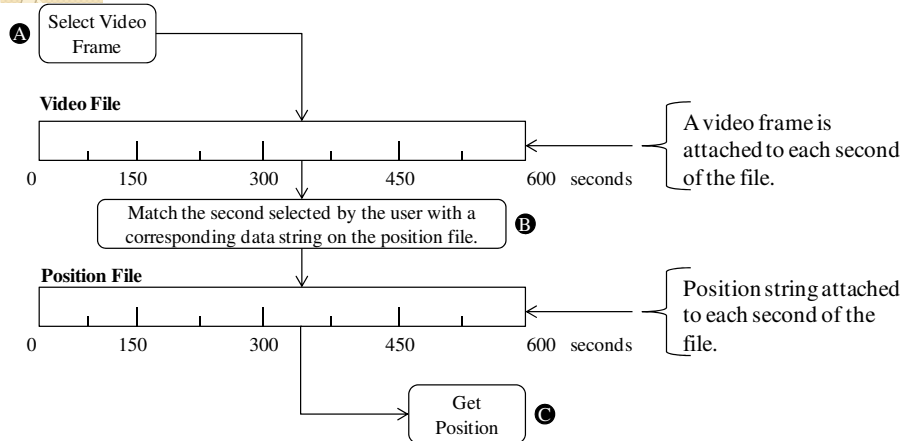 A
Select Video
Frame
Video File
0 150 300 450 600 seconds
A video frame is
attached to each second
of the file.
Match the second selected by the user with a
corresponding data string on the position file.
B
Position File
0 150 300 450 600 seconds
Position string attached
to each second of the
file.
Get
Position
C